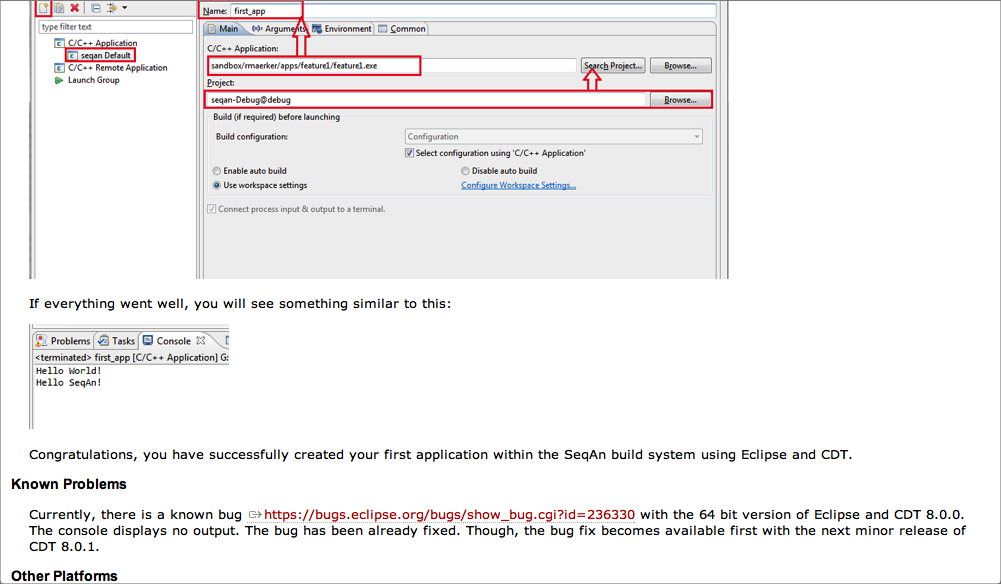 Name: first_app
type filter text
Main (x)= Arguments Environment Common
C/C++ Application
C/C++ Application:
seqan Default
sandbox/rmaerker/apps/feature1/feature1.exe Search Project... Browse...
C/C++ Remote Application
Launch Group
Project:
seqan-Debug@debug Browse...
Build (if required) before launching
Build configuration: Configuration
Select configuration using 'C/C++ Application'
Enable auto build Disable auto build
Use workspace settings Configure Workspace Settings...
Connect process input & output to a terminal.
If everything went well, you will see something similar to this:
Problems Tasks Console
<terminated> first_app [C/C++ Application] G:
Hello World!
Hello SeqAn!
Congratulations, you have successfully created your first application within the SeqAn build system using Eclipse and CDT.
Known Problems
Currently, there is a known bug https://bugs.eclipse.org/bugs/show_bug.cgi?id=236330 with the 64 bit version of Eclipse and CDT 8.0.0.
The console displays no output. The bug has been already fixed. Though, the bug fix becomes available first with the next minor release of
CDT 8.0.1.
Other Platforms